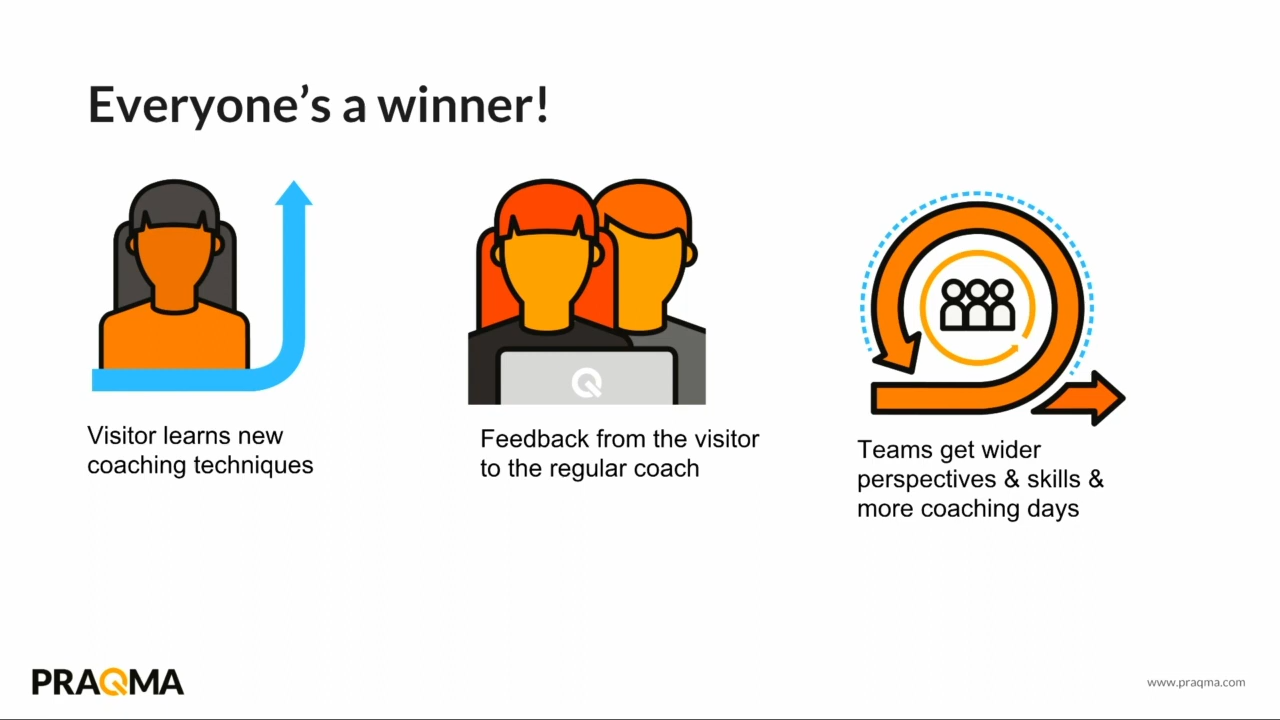 Everyone’s a winner!
Visitor learns new
coaching techniques
Feedback from the visitor
to the regular coach
Teams get wider
perspectives & skills &
more coaching days
PRAQMA
www.praqma.com